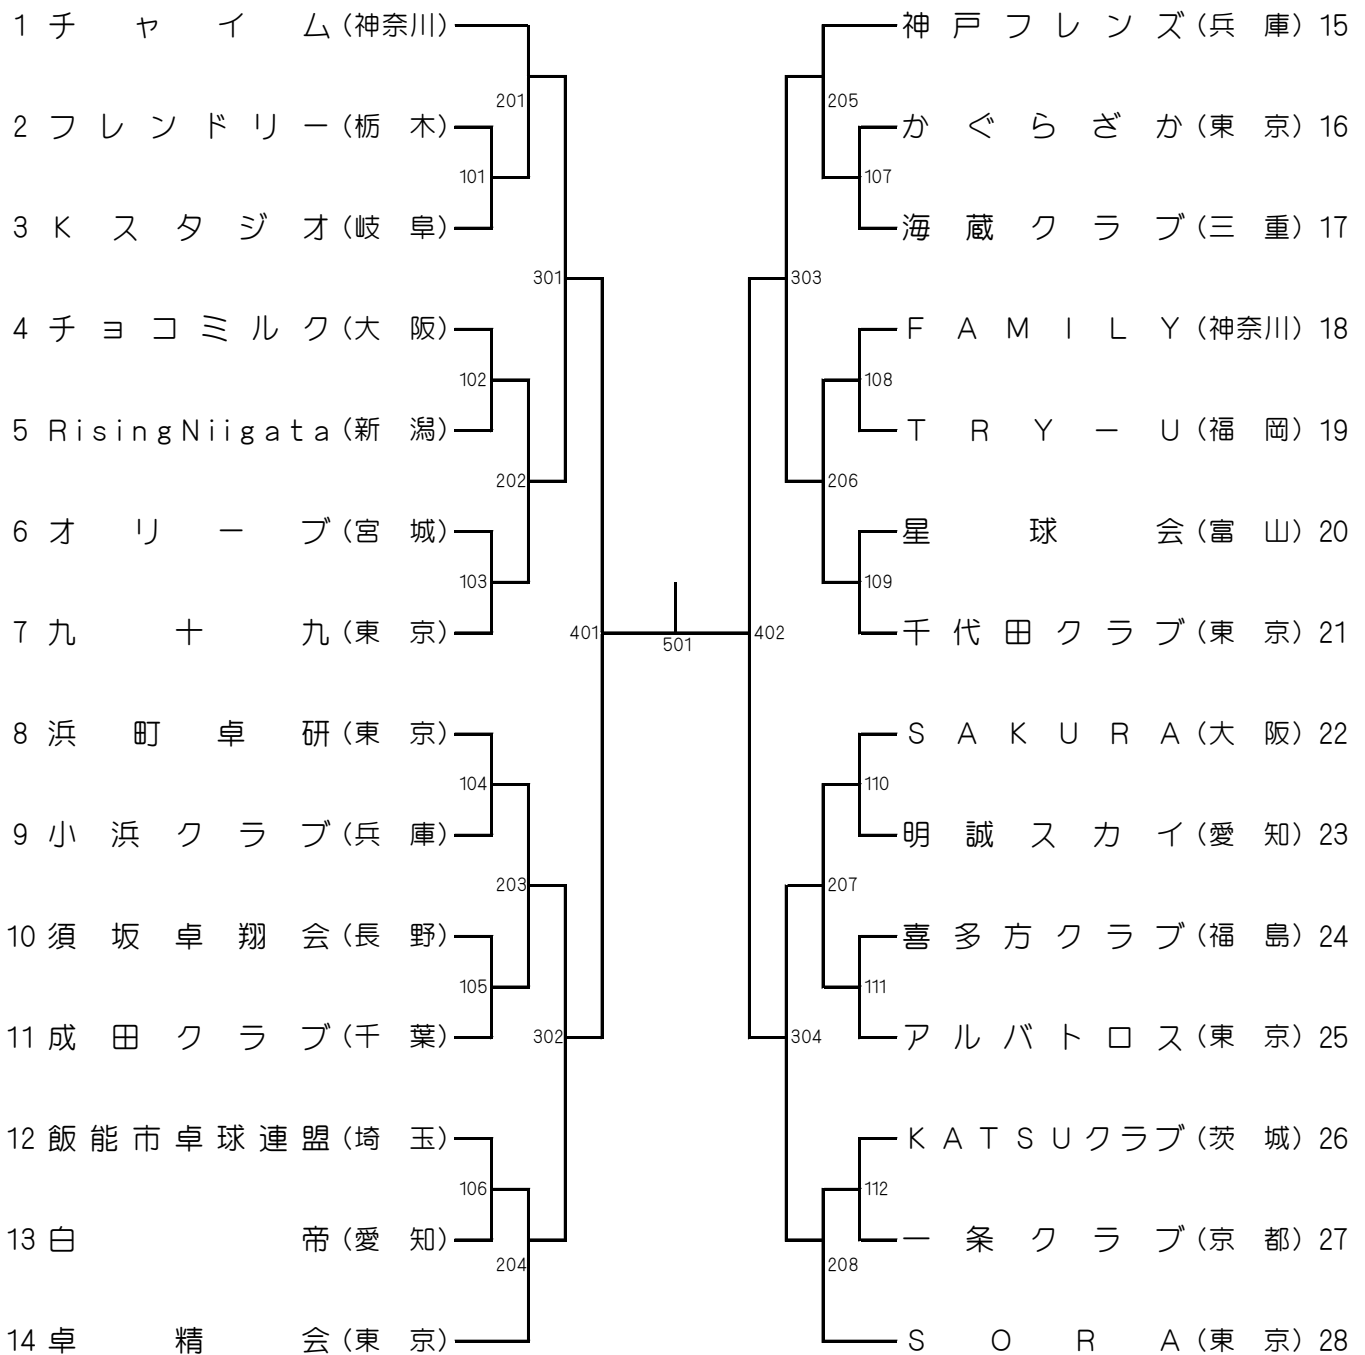 1 チャイム(神奈川)
神戸フレンズ(兵庫) 15
201
205
2 フレンドリー(栃木)
かぐらざか(東京) 16
101
107
3 Kスタジオ(岐阜)
海蔵クラブ(三重) 17
301
303
4 チョコミルク(大阪)
FAMILY(神奈川) 18
102
108
5 RisingNiigata(新潟)
TRY－U(福岡) 19
202
206
6 オリーブ(宮城)
星球会(富山) 20
103
109
7 九十九(東京)
401
402
千代田クラブ(東京) 21
501
8 浜町卓研(東京)
SAKURA(大阪) 22
104
110
9 小浜クラブ(兵庫)
明誠スカイ(愛知) 23
203
207
10 須坂卓翔会(長野)
喜多方クラブ(福島) 24
105
111
11 成田クラブ(千葉)
302
304
アルバトロス(東京) 25
12 飯能市卓球連盟(埼玉)
KATSUクラブ(茨城) 26
106
112
13 白帝(愛知)
一条クラブ(京都) 27
204
208
14 卓精会(東京)
SORA(東京) 28